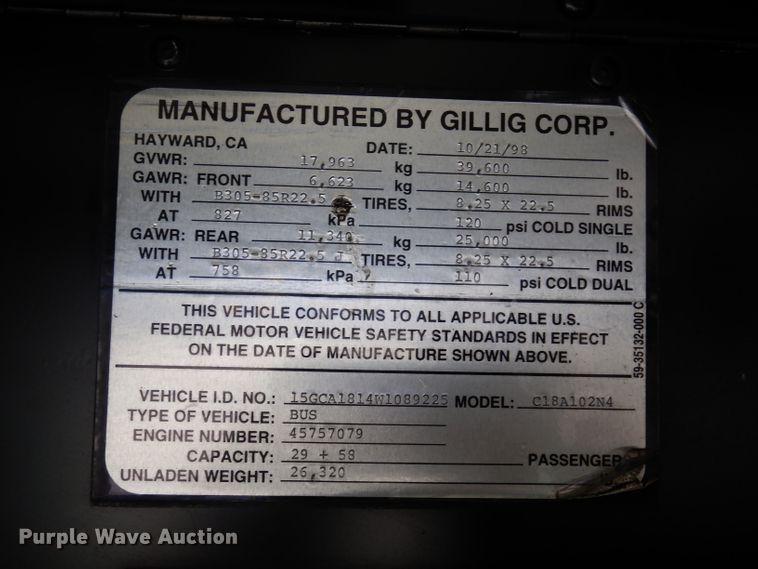 MANUFACTURED BY GILLIG CORP.
HAYWARD, CA DATE: 10/21/98
GVWR: 17,963 kg 39,600 lb.
GAWR: FRONT 6,623 kg 14,600 lb.
WITH B305-85R22.5 TIRES, 8.25 X 22.5 RIMS
AT 827 kPa 120 psi COLD SINGLE
GAWR: REAR 11,340 kg 25,000 lb.
WITH B305-85R22.5 J TIRES, 8.25 X 22.5 RIMS
AT 758 kPa 110 psi COLD DUAL
THIS VEHICLE CONFORMS TO ALL APPLICABLE U.S.
FEDERAL MOTOR VEHICLE SAFETY STANDARDS IN EFFECT
ON THE DATE OF MANUFACTURE SHOWN ABOVE.
59-35132-000 C
VEHICLE I.D. NO.: 15GCA1814W1089225 MODEL: C18A102N4
TYPE OF VEHICLE: BUS
ENGINE NUMBER: 45757079
CAPACITY: 29 + 58 PASSENGER
UNLADEN WEIGHT: 26,320
Purple Wave Auction